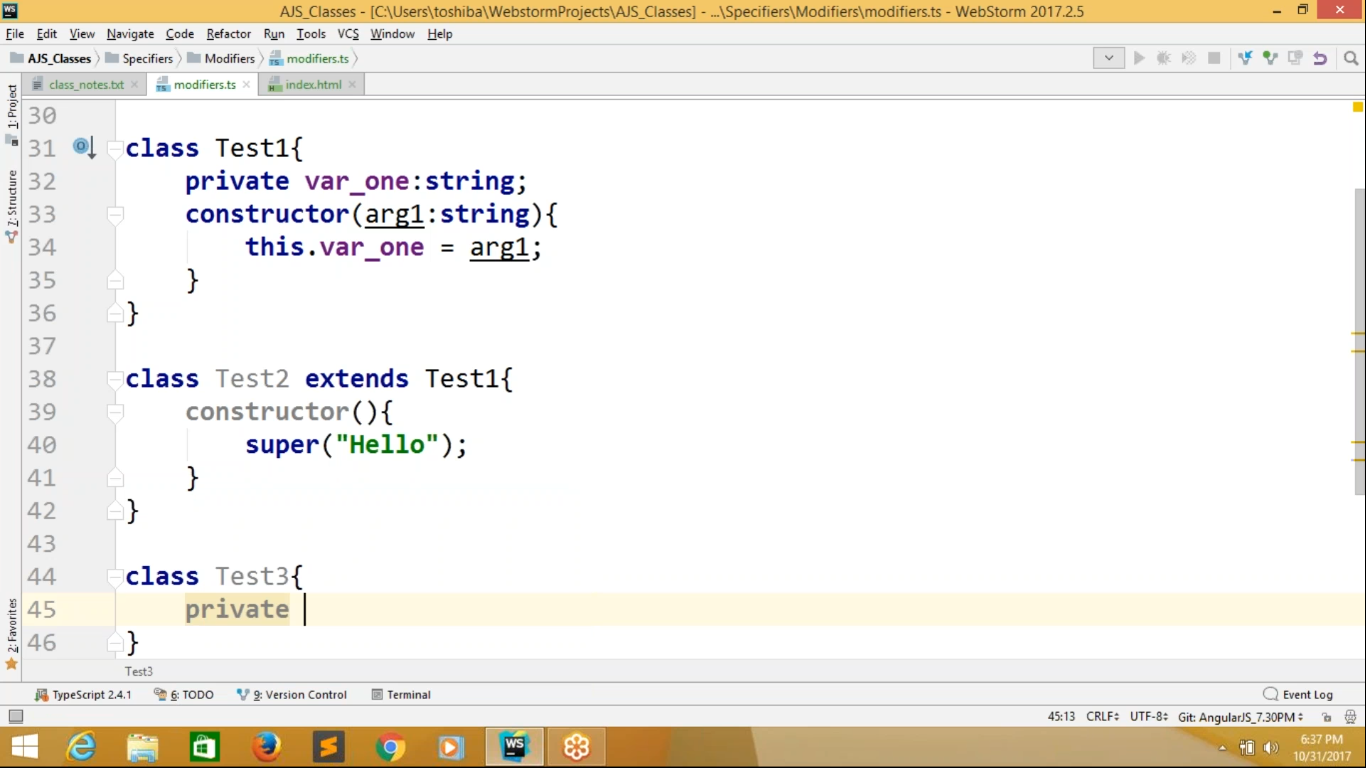 AJS_Classes - [C:\Users\toshiba\WebstormProjects\AJS_Classes] - ...\Specifiers\Modifiers\modifiers.ts - WebStorm 2017.2.5
File Edit View Navigate Code Refactor Run Tools VCS Window Help
AJS_Classes Specifiers Modifiers modifiers.ts
class_notes.txt modifiers.ts index.html
1: Project
7: Structure
2: Favorites
30
31 class Test1{
32 private var_one:string;
33 constructor(arg1:string){
34 this.var_one = arg1;
35 }
36 }
37
38 class Test2 extends Test1{
39 constructor(){
40 super("Hello");
41 }
42 }
43
44 class Test3{
45 private
46 }
Test3
TypeScript 2.4.1 6: TODO 9: Version Control Terminal Event Log
45:13 CRLF UTF-8 Git: AngularJS_7.30PM
6:37 PM
10/31/2017